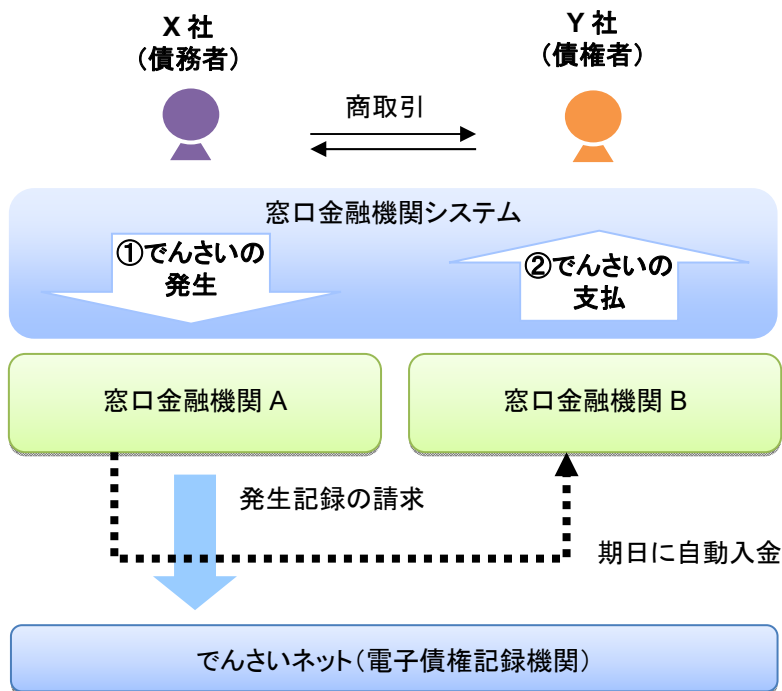 X 社
（債務者）
Y 社
（債権者）
商取引
窓口金融機関システム
①でんさいの
発生
②でんさいの
支払
窓口金融機関 A
窓口金融機関 B
発生記録の請求
期日に自動入金
でんさいネット（電子債権記録機関）